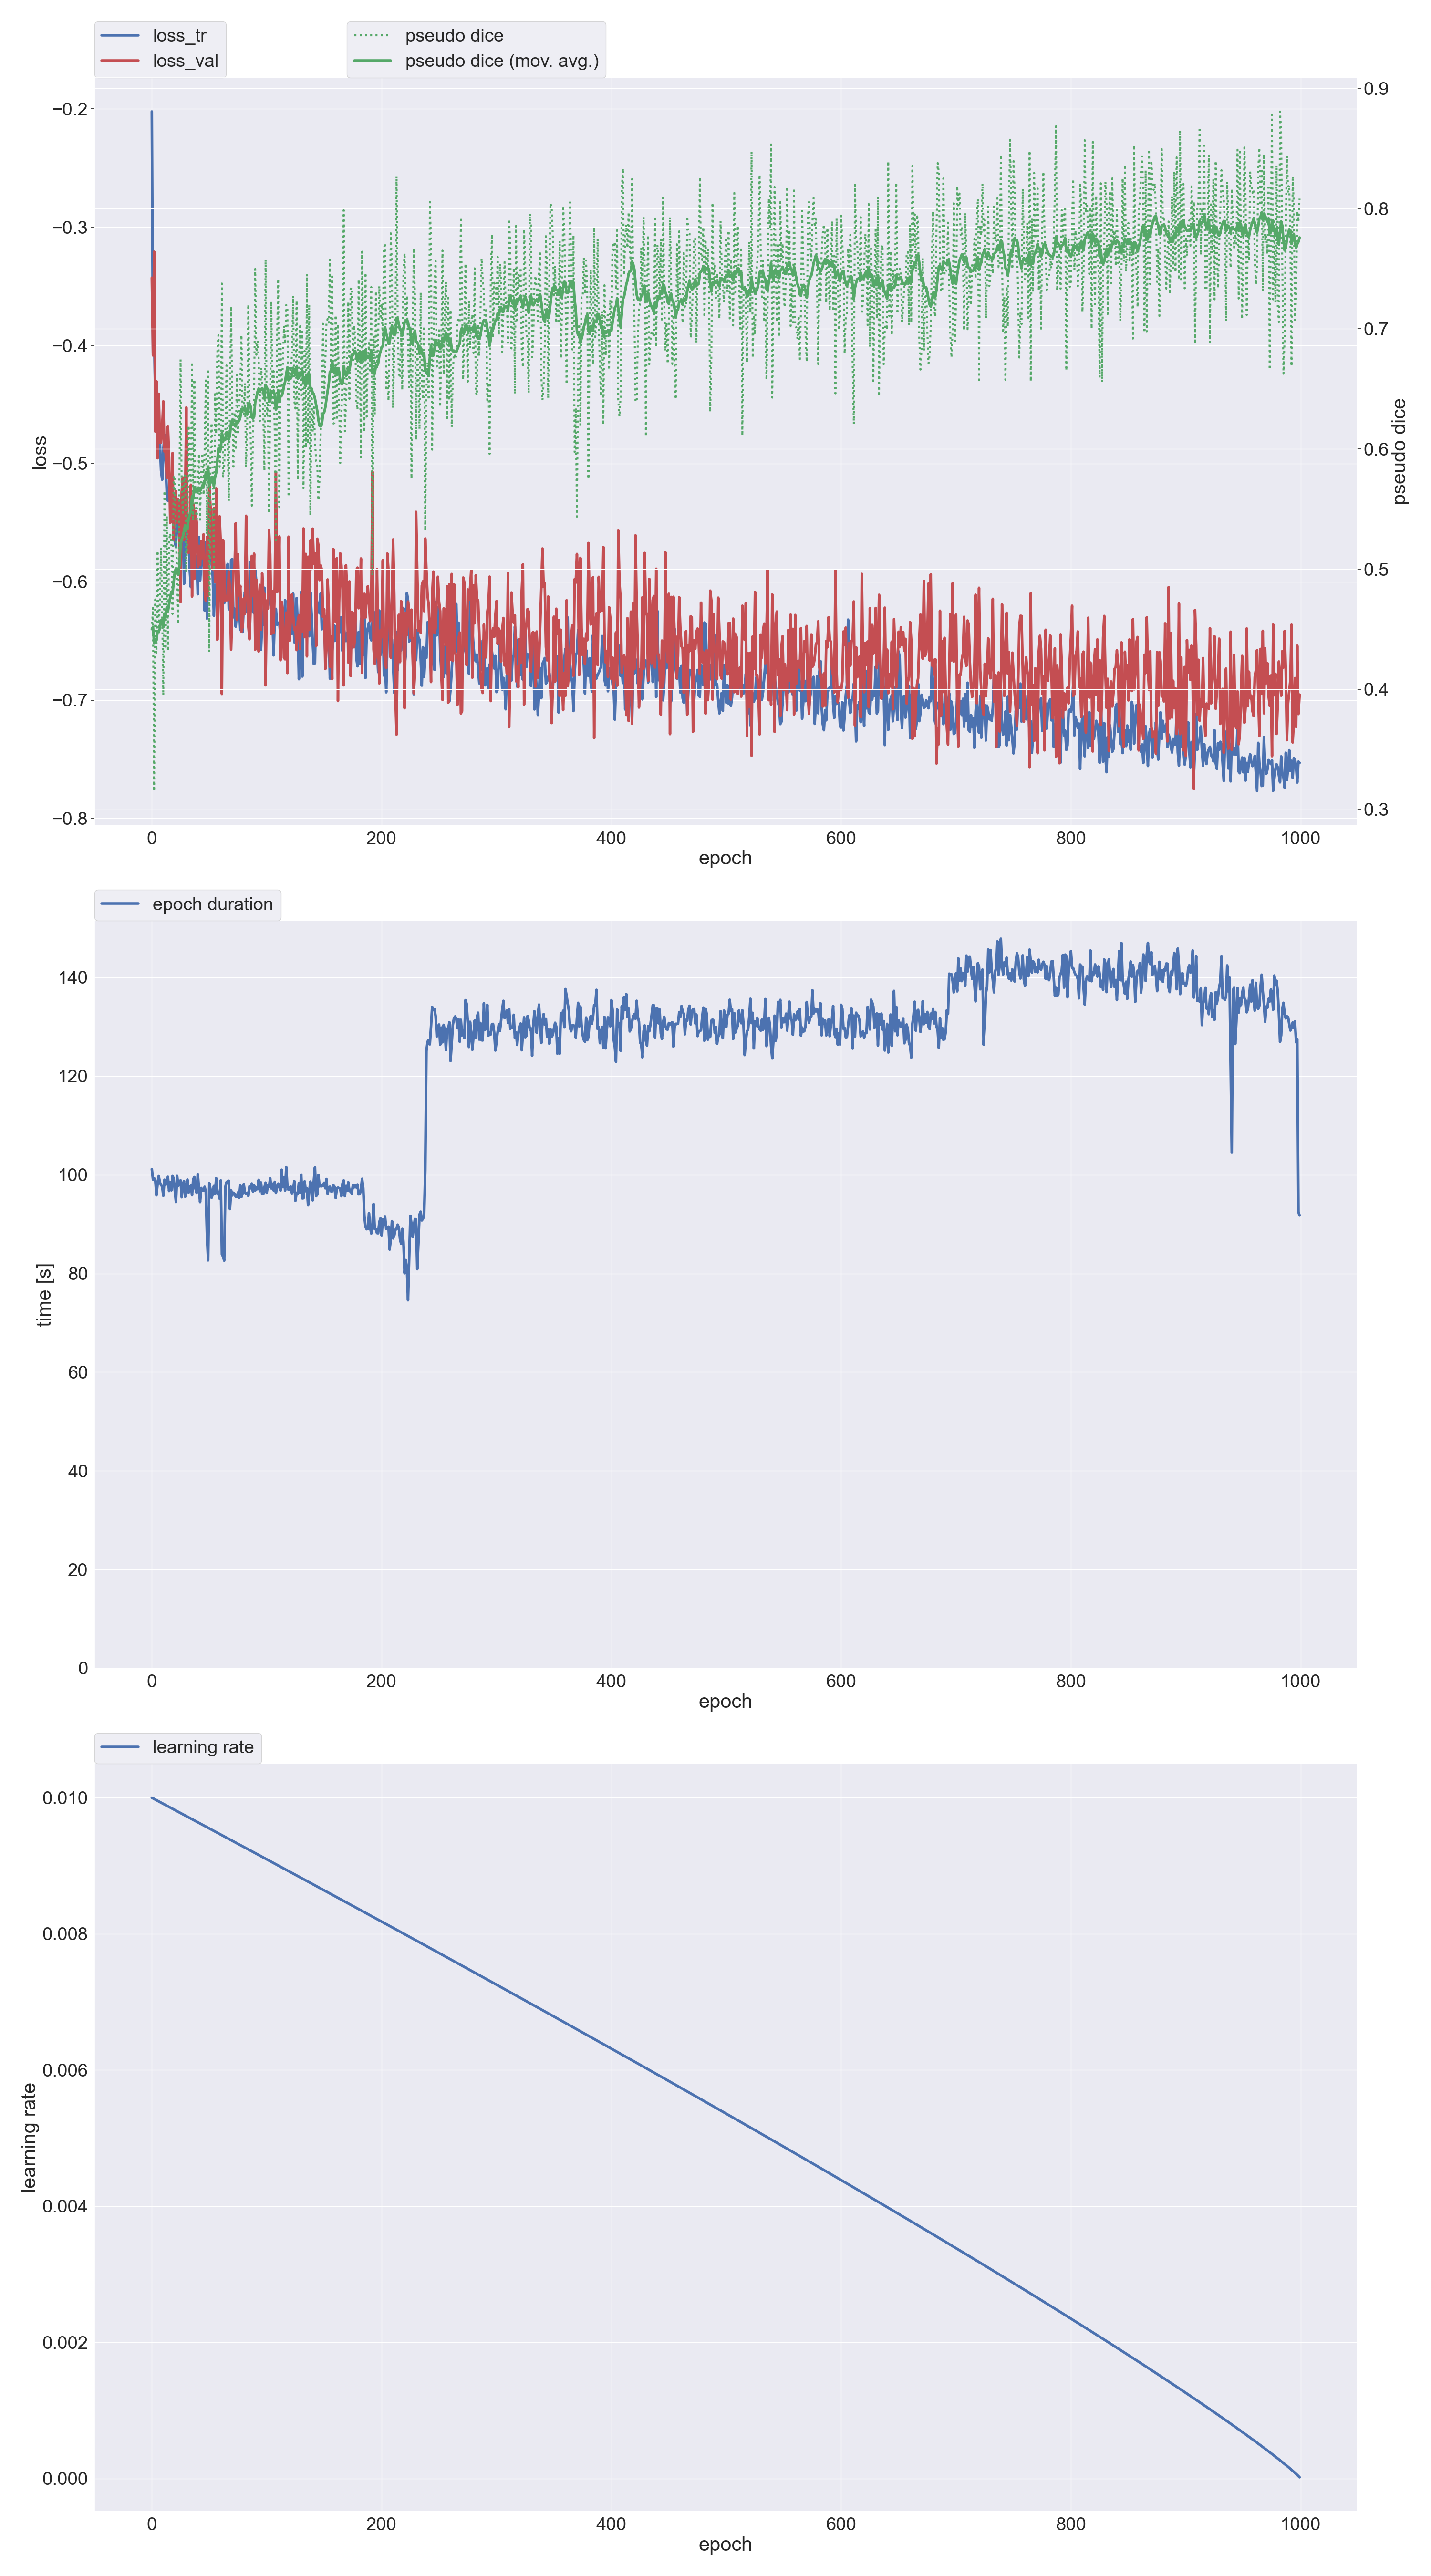 loss_tr
loss_val
pseudo dice
pseudo dice (mov. avg.)
−0.2
−0.3
−0.4
−0.5
−0.6
−0.7
−0.8
loss
0.9
0.8
0.7
0.6
0.5
0.4
0.3
pseudo dice
0 200 400 600 800 1000
epoch
epoch duration
140
120
100
80
60
40
20
0
time [s]
0 200 400 600 800 1000
epoch
learning rate
0.010
0.008
0.006
0.004
0.002
0.000
learning rate
0 200 400 600 800 1000
epoch